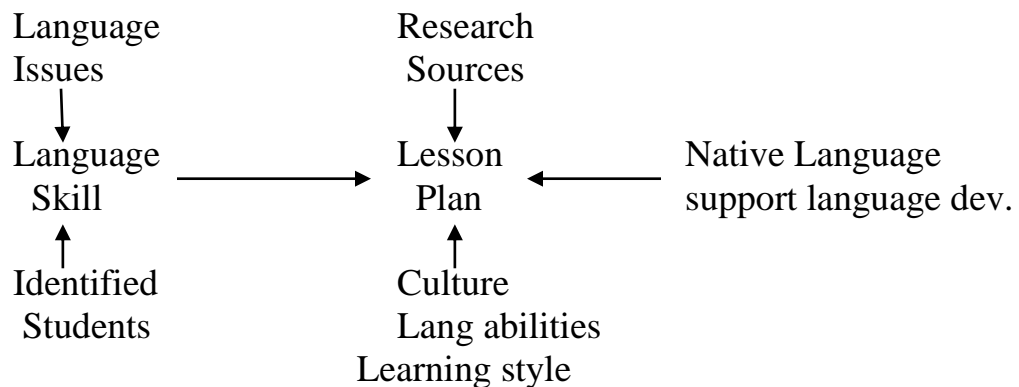 Language
Issues
Research
Sources
Language
Skill
Lesson
Plan
Native Language
support language dev.
Identified
Students
Culture
Lang abilities
Learning style